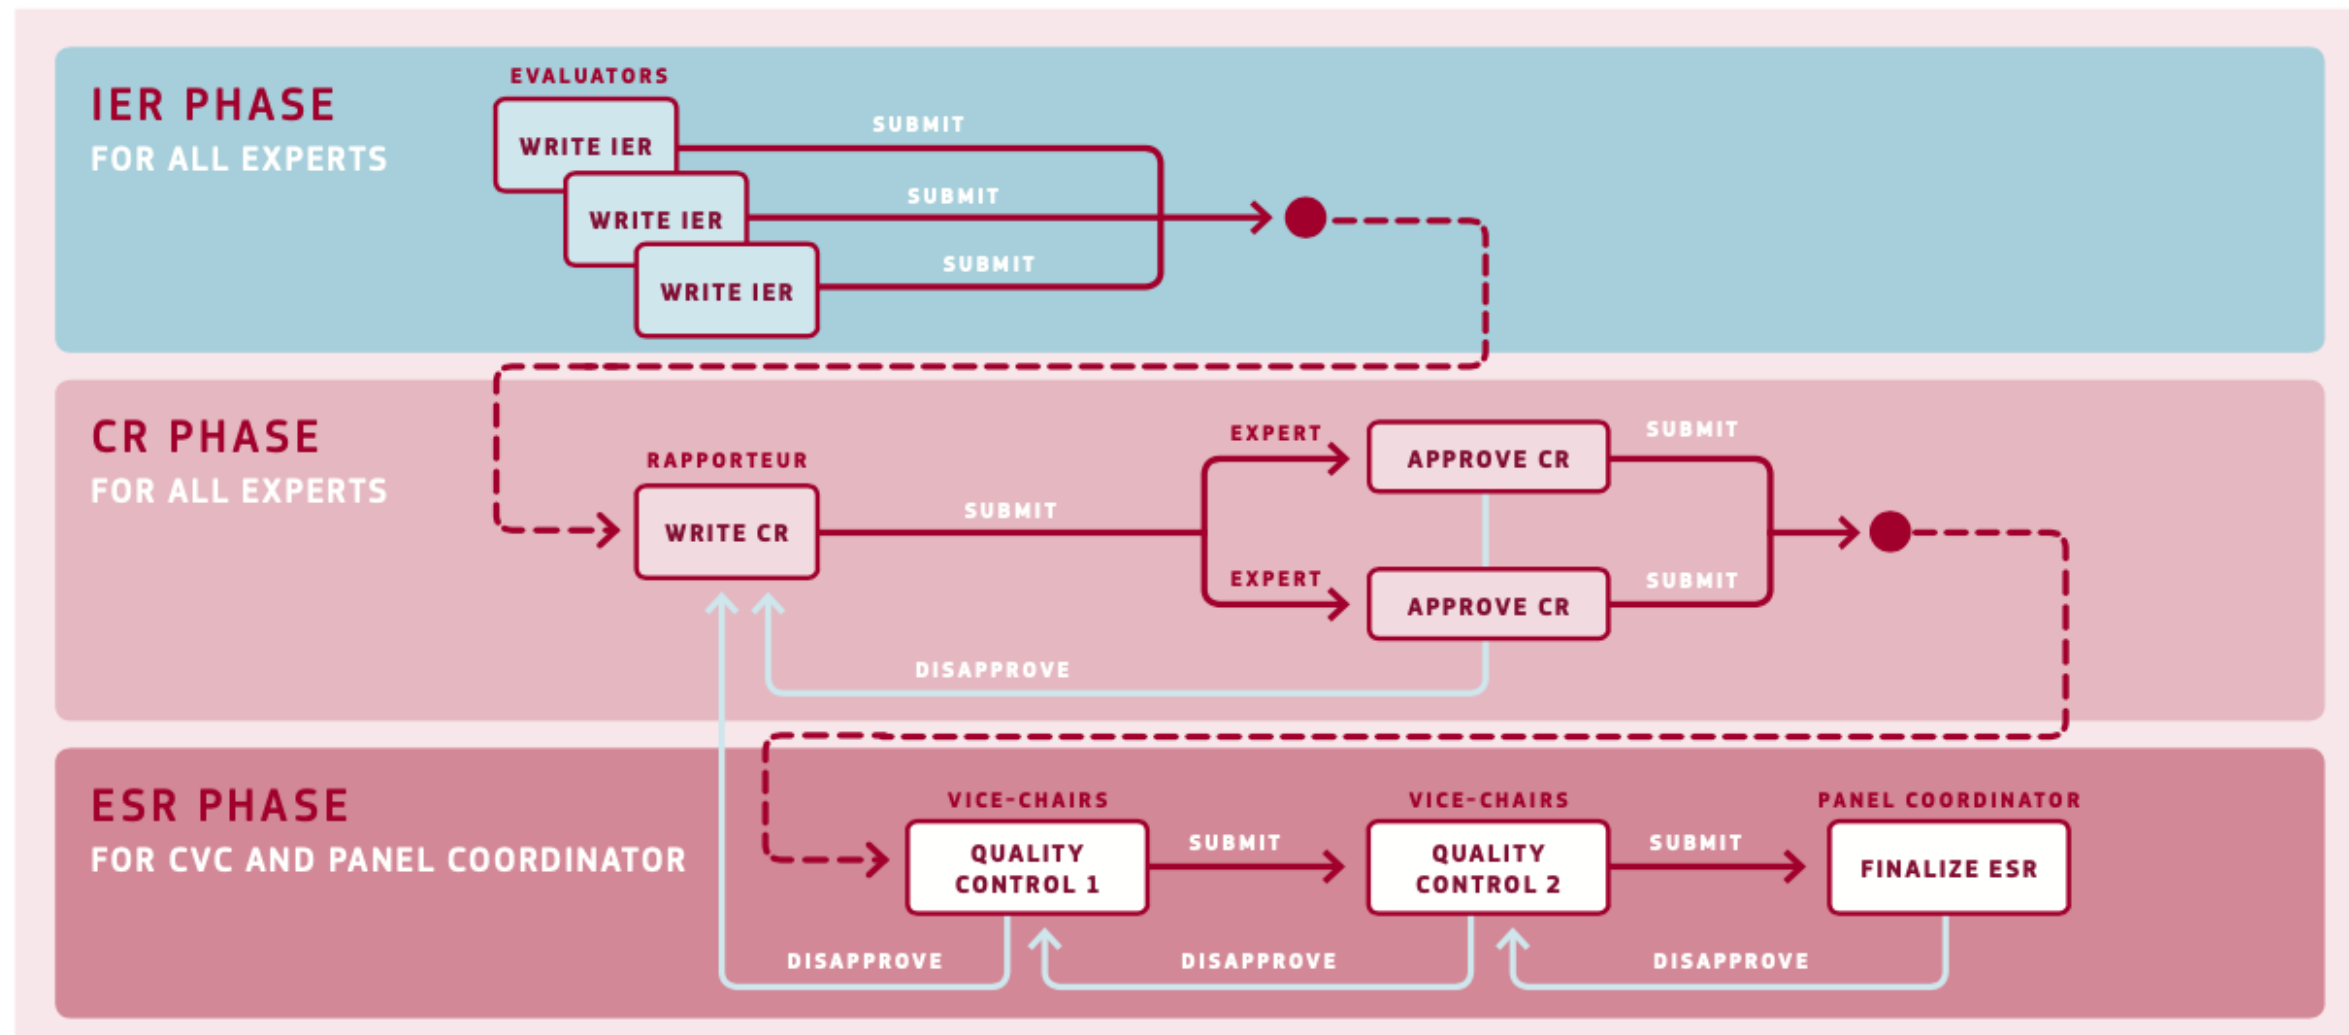 IER PHASE
FOR ALL EXPERTS
EVALUATORS
WRITE IER
SUBMIT
WRITE IER
SUBMIT
WRITE IER
SUBMIT
CR PHASE
FOR ALL EXPERTS
RAPPORTEUR
WRITE CR
SUBMIT
EXPERT
APPROVE CR
SUBMIT
EXPERT
APPROVE CR
SUBMIT
DISAPPROVE
ESR PHASE
FOR CVC AND PANEL COORDINATOR
VICE-CHAIRS
QUALITY
CONTROL 1
SUBMIT
VICE-CHAIRS
QUALITY
CONTROL 2
SUBMIT
PANEL COORDINATOR
FINALIZE ESR
DISAPPROVE
DISAPPROVE
DISAPPROVE